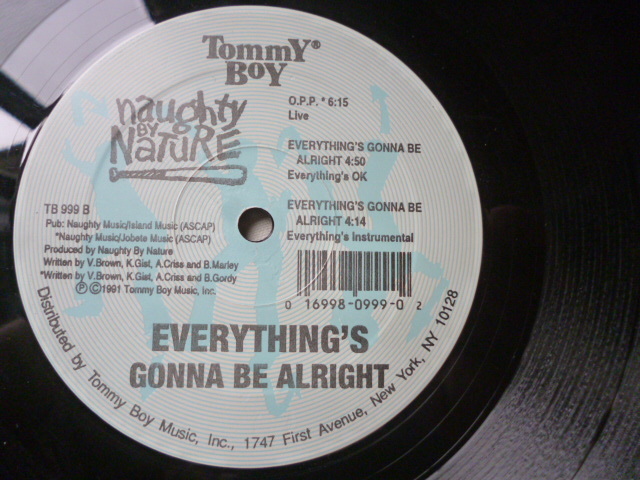 Tommy®
Boy
naughty
BY
NATURE
O.P.P. * 6:15
Live
EVERYTHING'S GONNA BE
ALRIGHT 4:50
Everything's OK
EVERYTHING'S GONNA BE
ALRIGHT 4:14
Everything's Instrumental
TB 999 B
Pub: Naughty Music/Island Music (ASCAP)
*Naughty Music/Jobete Music (ASCAP)
Produced by Naughty By Nature
Written by V.Brown, K.Gist, A.Criss and B.Marley
*Written by V.Brown, K.Gist, A.Criss and B.Gordy
Ⓟ©1991 Tommy Boy Music, Inc.
0 16998-0999-0 2
EVERYTHING'S
GONNA BE ALRIGHT
Distributed by Tommy Boy Music, Inc., 1747 First Avenue, New York, NY 10128